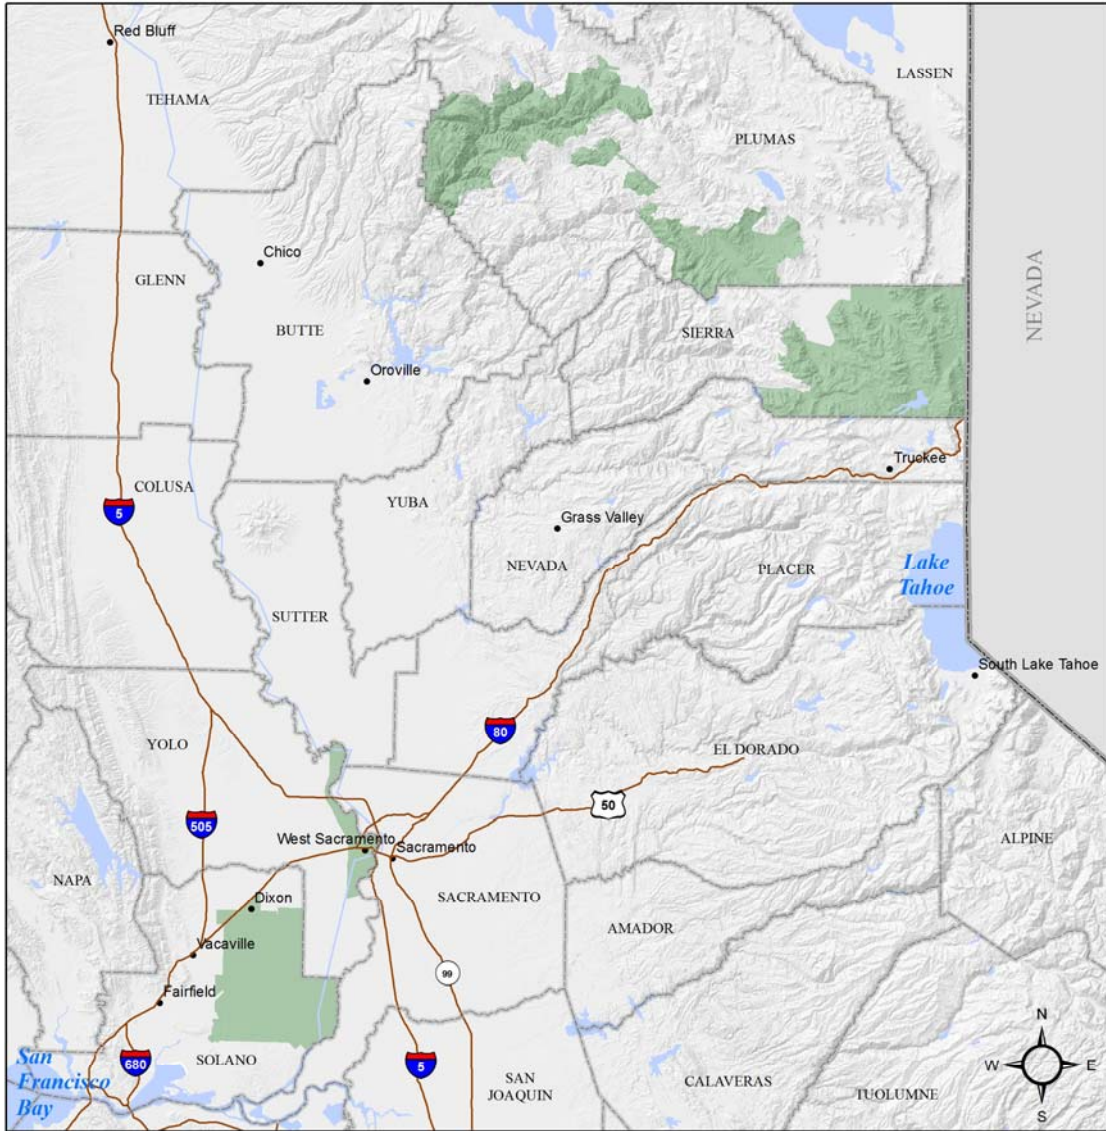 Red Bluff
LASSEN
TEHAMA
PLUMAS
Chico
GLENN
NEVADA
BUTTE
SIERRA
Oroville
Truckee
COLUSA
YUBA
5
Grass Valley
NEVADA
PLACER
Lake
Tahoe
SUTTER
South Lake Tahoe
80
YOLO
EL DORADO
50
505
West Sacramento
Sacramento
ALPINE
NAPA
Dixon
SACRAMENTO
AMADOR
Vacaville
99
Fairfield
N
W
E
S
San
Francisco
Bay
680
SOLANO
5
SAN
JOAQUIN
CALAVERAS
TUOLUMNE